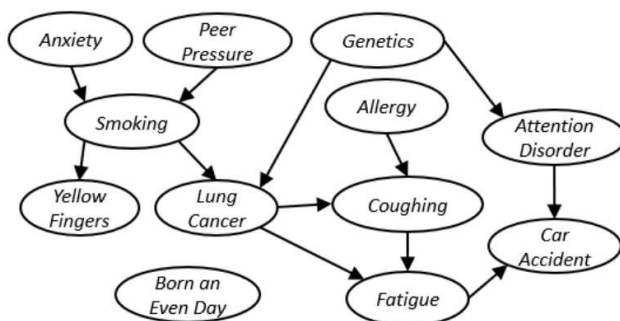 Anxiety
Peer
Pressure
Genetics
Allergy
Smoking
Attention
Disorder
Yellow
Fingers
Lung
Cancer
Coughing
Car
Accident
Born an
Even Day
Fatigue